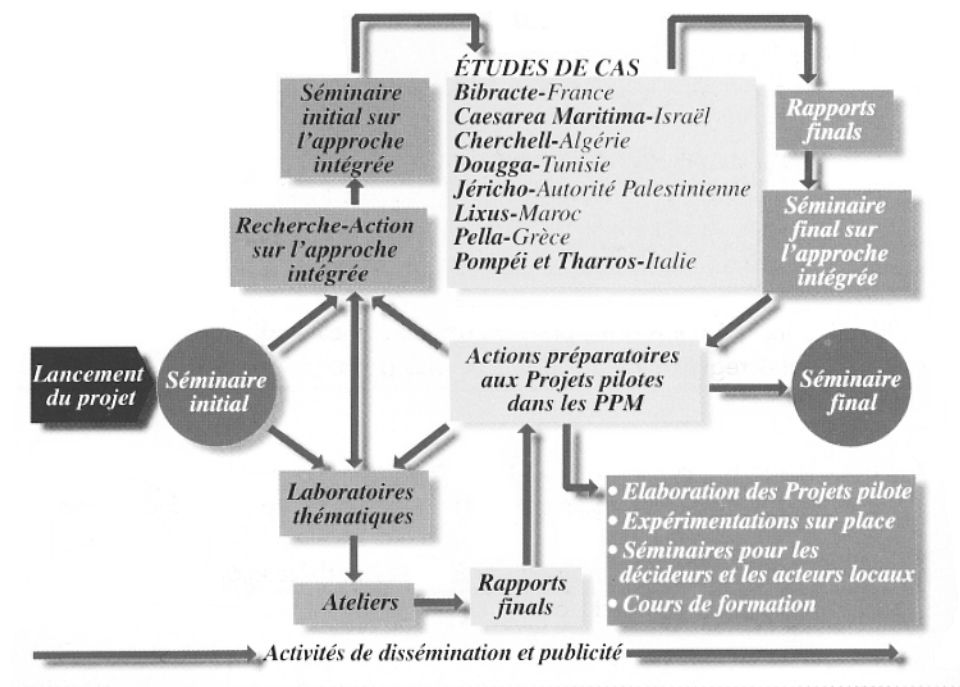 ÉTUDES DE CAS
Bibracte-France
Caesarea Maritima-Israël
Cherchell-Algérie
Dougga-Tunisie
Jéricho-Autorité Palestinienne
Lixus-Maroc
Pella-Grèce
Pompéi et Tharros-Italie
Séminaire
initial sur
l'approche
intégrée
Rapports
finals
Recherche-Action
sur l'approche
intégrée
Séminaire
final sur
l'approche
intégrée
Lancement
du projet
Séminaire
initial
Actions préparatoires
aux Projets pilotes
dans les PPM
Séminaire
final
Laboratoires
thématiques
• Elaboration des Projets pilote
• Expérimentations sur place
• Séminaires pour les
décideurs et les acteurs locaux
• Cours de formation
Ateliers
Rapports
finals
Activités de dissémination et publicité